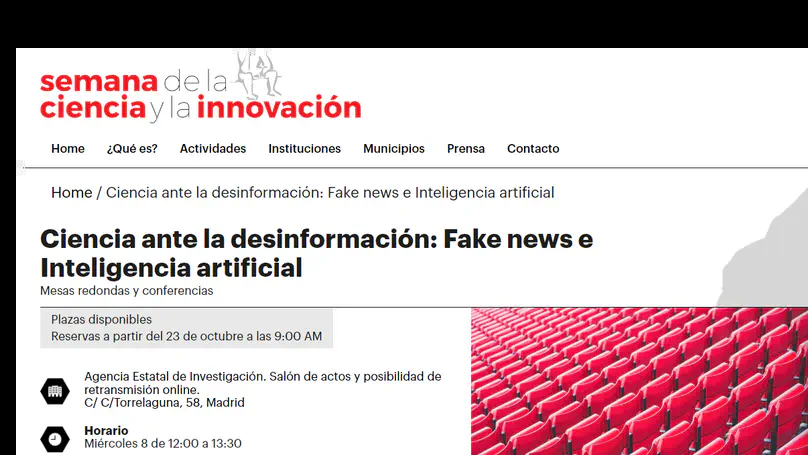 semana de la
ciencia y la innovación
Home ¿Qué es? Actividades Instituciones Municipios Prensa Contacto
Home / Ciencia ante la desinformación: Fake news e Inteligencia artificial
Ciencia ante la desinformación: Fake news e
Inteligencia artificial
Mesas redondas y conferencias
Plazas disponibles
Reservas a partir del 23 de octubre a las 9:00 AM
Agencia Estatal de Investigación. Salón de actos y posibilidad de
retransmisión online.
C/ C/Torrelaguna, 58, Madrid
Horario
Miércoles 8 de 12:00 a 13:30